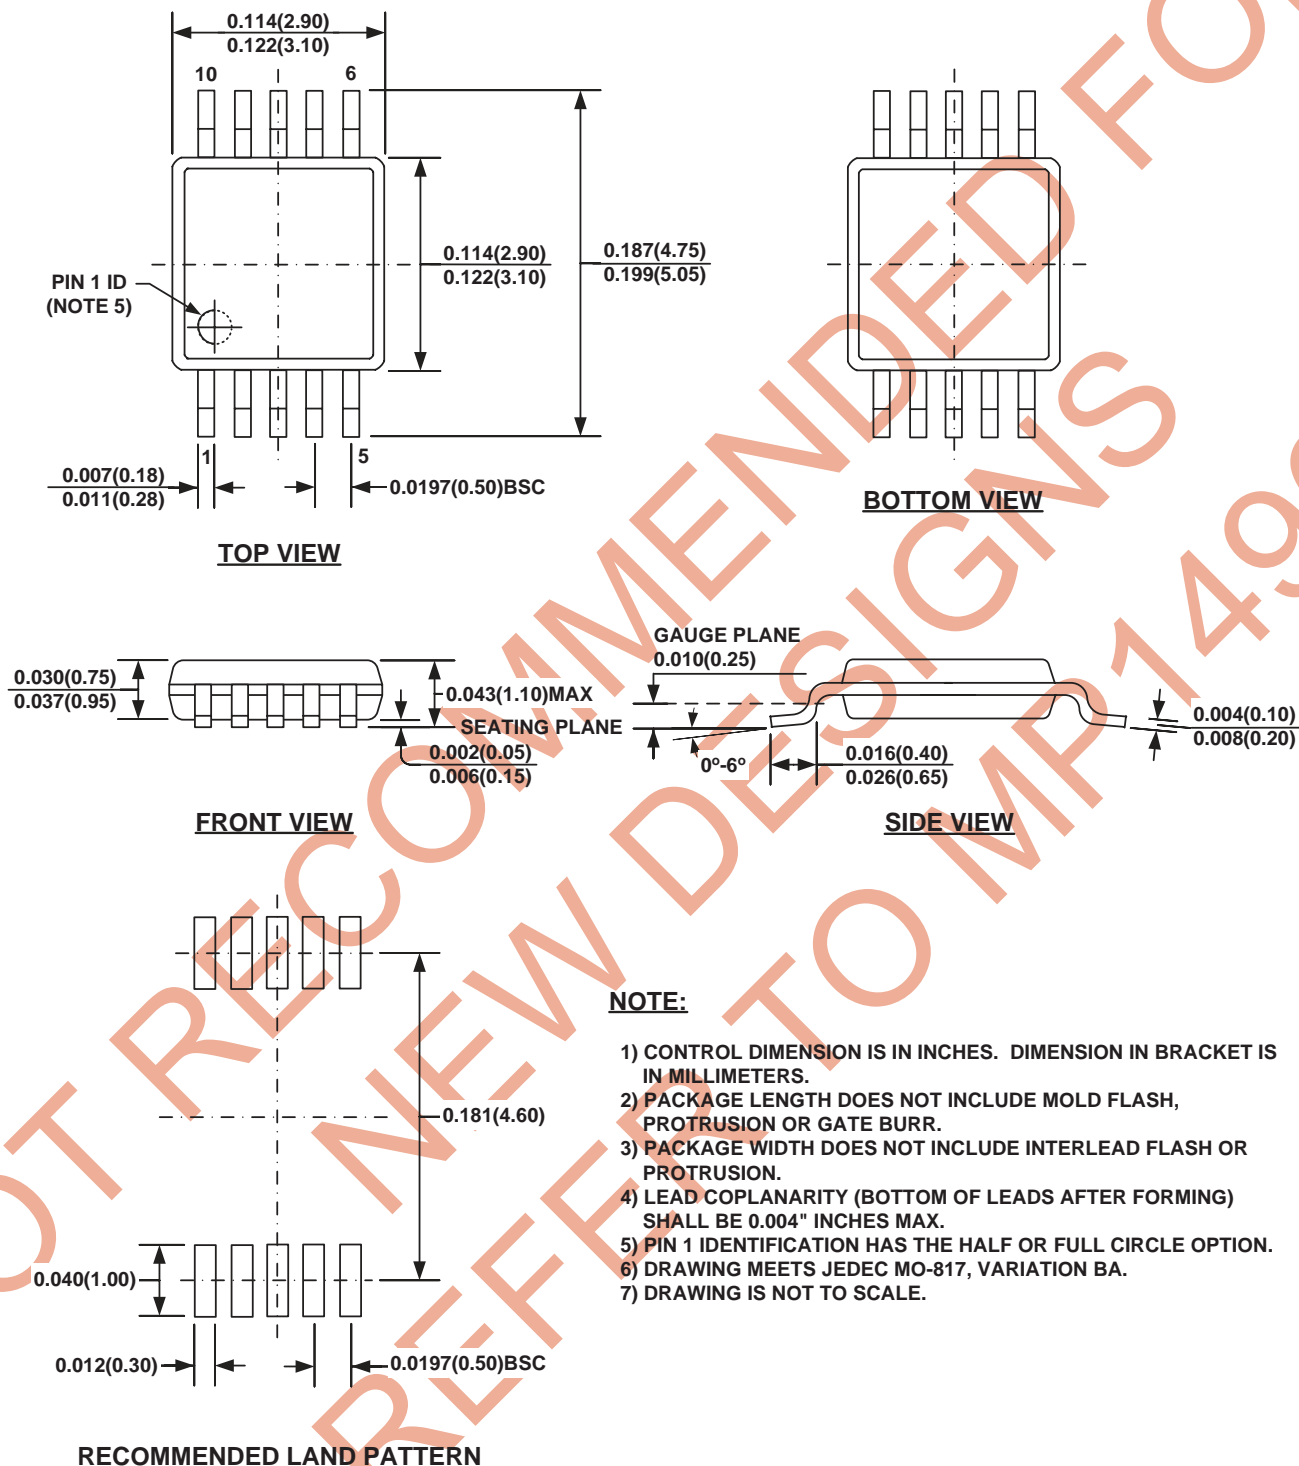 0.114(2.90)
0.122(3.10)
10
6
0.114(2.90)
0.122(3.10)
0.187(4.75)
0.199(5.05)
PIN 1 ID
(NOTE 5)
1
5
0.007(0.18)
0.011(0.28)
0.0197(0.50)BSC
TOP VIEW
BOTTOM VIEW
0.030(0.75)
0.037(0.95)
0.043(1.10)MAX
SEATING PLANE
0.002(0.05)
0.006(0.15)
FRONT VIEW
GAUGE PLANE
0.010(0.25)
0º-6º
0.016(0.40)
0.026(0.65)
0.004(0.10)
0.008(0.20)
SIDE VIEW
0.181(4.60)
0.040(1.00)
0.012(0.30)
0.0197(0.50)BSC
RECOMMENDED LAND PATTERN
NOTE:
1) CONTROL DIMENSION IS IN INCHES. DIMENSION IN BRACKET IS
IN MILLIMETERS.
2) PACKAGE LENGTH DOES NOT INCLUDE MOLD FLASH,
PROTRUSION OR GATE BURR.
3) PACKAGE WIDTH DOES NOT INCLUDE INTERLEAD FLASH OR
PROTRUSION.
4) LEAD COPLANARITY (BOTTOM OF LEADS AFTER FORMING)
SHALL BE 0.004" INCHES MAX.
5) PIN 1 IDENTIFICATION HAS THE HALF OR FULL CIRCLE OPTION.
6) DRAWING MEETS JEDEC MO-817, VARIATION BA.
7) DRAWING IS NOT TO SCALE.
OT RECOMMENDED FO
NEW DESIGNS
REFER TO MP149